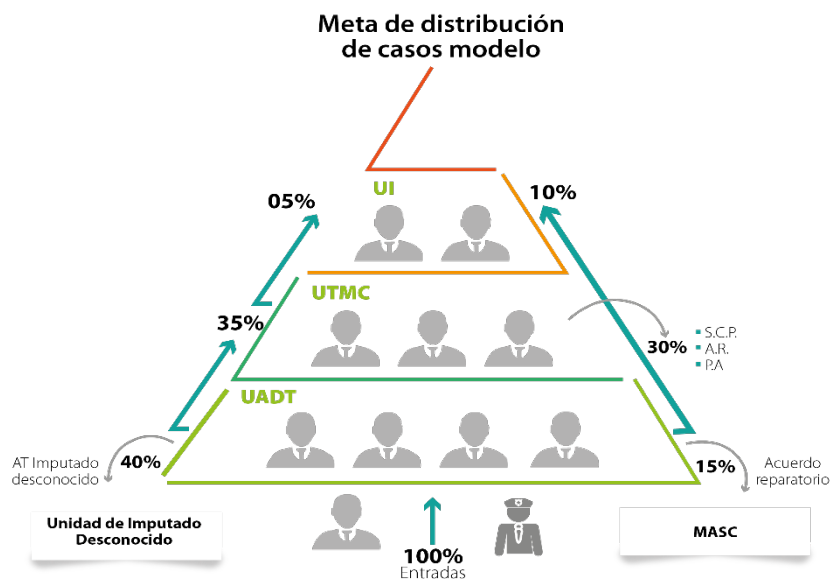 Meta de distribución
de casos modelo
UI
05%
10%
UTMC
35%
30%
S.C.P.
A.R.
P.A
UADT
AT Imputado
desconocido
40%
15%
Acuerdo
reparatorio
Unidad de Imputado
Desconocido
MASC
100%
Entradas